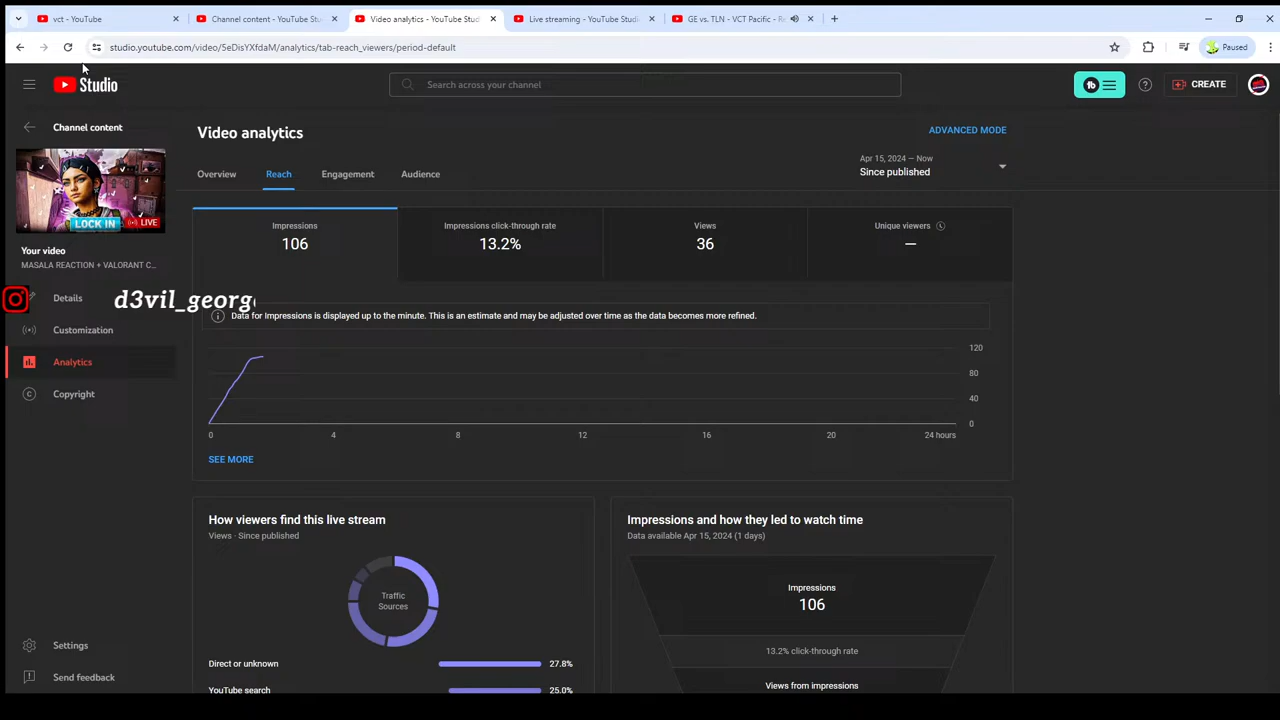 vct - YouTube
Channel content - YouTube Stu
Video analytics - YouTube Stud
Live streaming - YouTube Studi
GE vs. TLN - VCT Pacific - Re
studio.youtube.com/video/5eDisYXfdaM/analytics/tab-reach_viewers/period-default
Paused
Studio
Search across your channel
CREATE
Channel content
LOCK IN
LIVE
Your video
MASALA REACTION + VALORANT C...
Details
d3vil_george
Customization
Analytics
Copyright
Settings
Send feedback
Video analytics
ADVANCED MODE
Apr 15, 2024 — Now
Since published
Overview
Reach
Engagement
Audience
Impressions
106
Impressions click-through rate
13.2%
Views
36
Unique viewers
—
Data for Impressions is displayed up to the minute. This is an estimate and may be adjusted over time as the data becomes more refined.
120
80
40
0
0
4
8
12
16
20
24 hours
SEE MORE
How viewers find this live stream
Views · Since published
Traffic
Sources
Direct or unknown
27.8%
YouTube search
25.0%
Impressions and how they led to watch time
Data available Apr 15, 2024 (1 days)
Impressions
106
13.2% click-through rate
Views from impressions